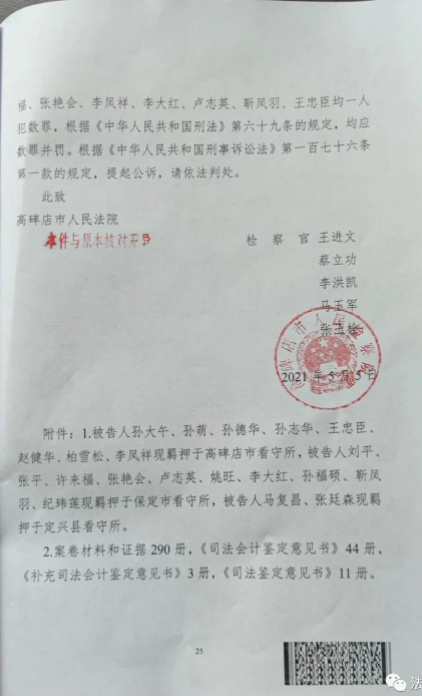 福、张艳会、李凤祥、李大红、卢志英、靳凤羽、王忠臣均一人
犯数罪，根据《中华人民共和国刑法》第六十九条的规定，均应
数罪并罚。根据《中华人民共和国刑事诉讼法》第一百七十六条
第一款的规定，提起公诉，请依法判处。
此致
高碑店市人民法院
本件与原本核对无异
检 察 官 王进文
蔡立功
李洪凯
马玉军
高碑店市人民检察院
2021 年 5 月 5 日
附件：1.被告人孙大午、孙萌、孙德华、孙志华、王忠臣、
赵健华、柏雪松、李凤祥现羁押于高碑店市看守所，被告人刘平、
张平、许来福、张艳会、卢志英、姚旺、李大红、孙福硕、靳凤
羽、纪玮莲现羁押于保定市看守所，被告人马复昌、张廷森现羁
押于定兴县看守所。
2.案卷材料和证据 290 册，《司法会计鉴定意见书》44 册，
《补充司法会计鉴定意见书》3 册，《司法鉴定意见书》11 册。
25
法